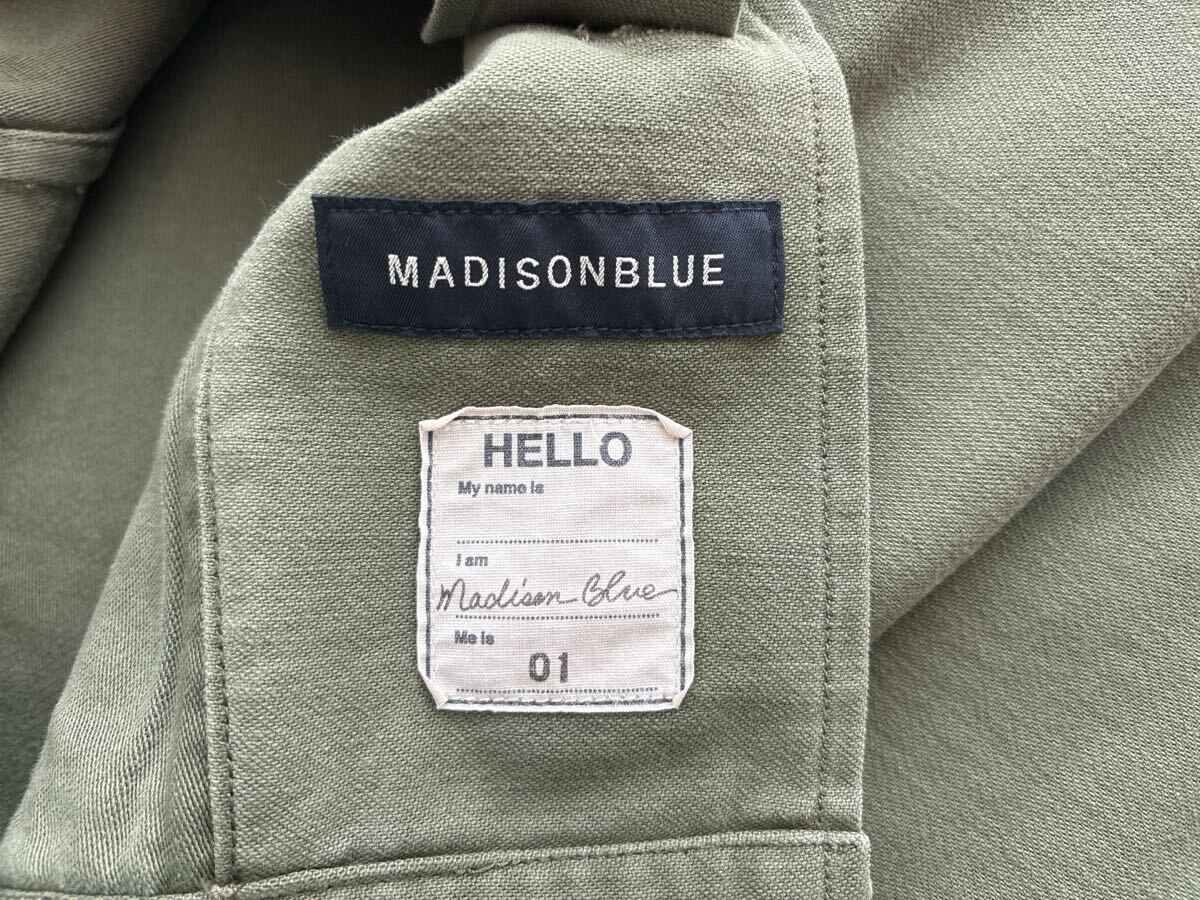 MADISONBLUE
HELLO
My name is
I am
Madison Blue
Me is
01